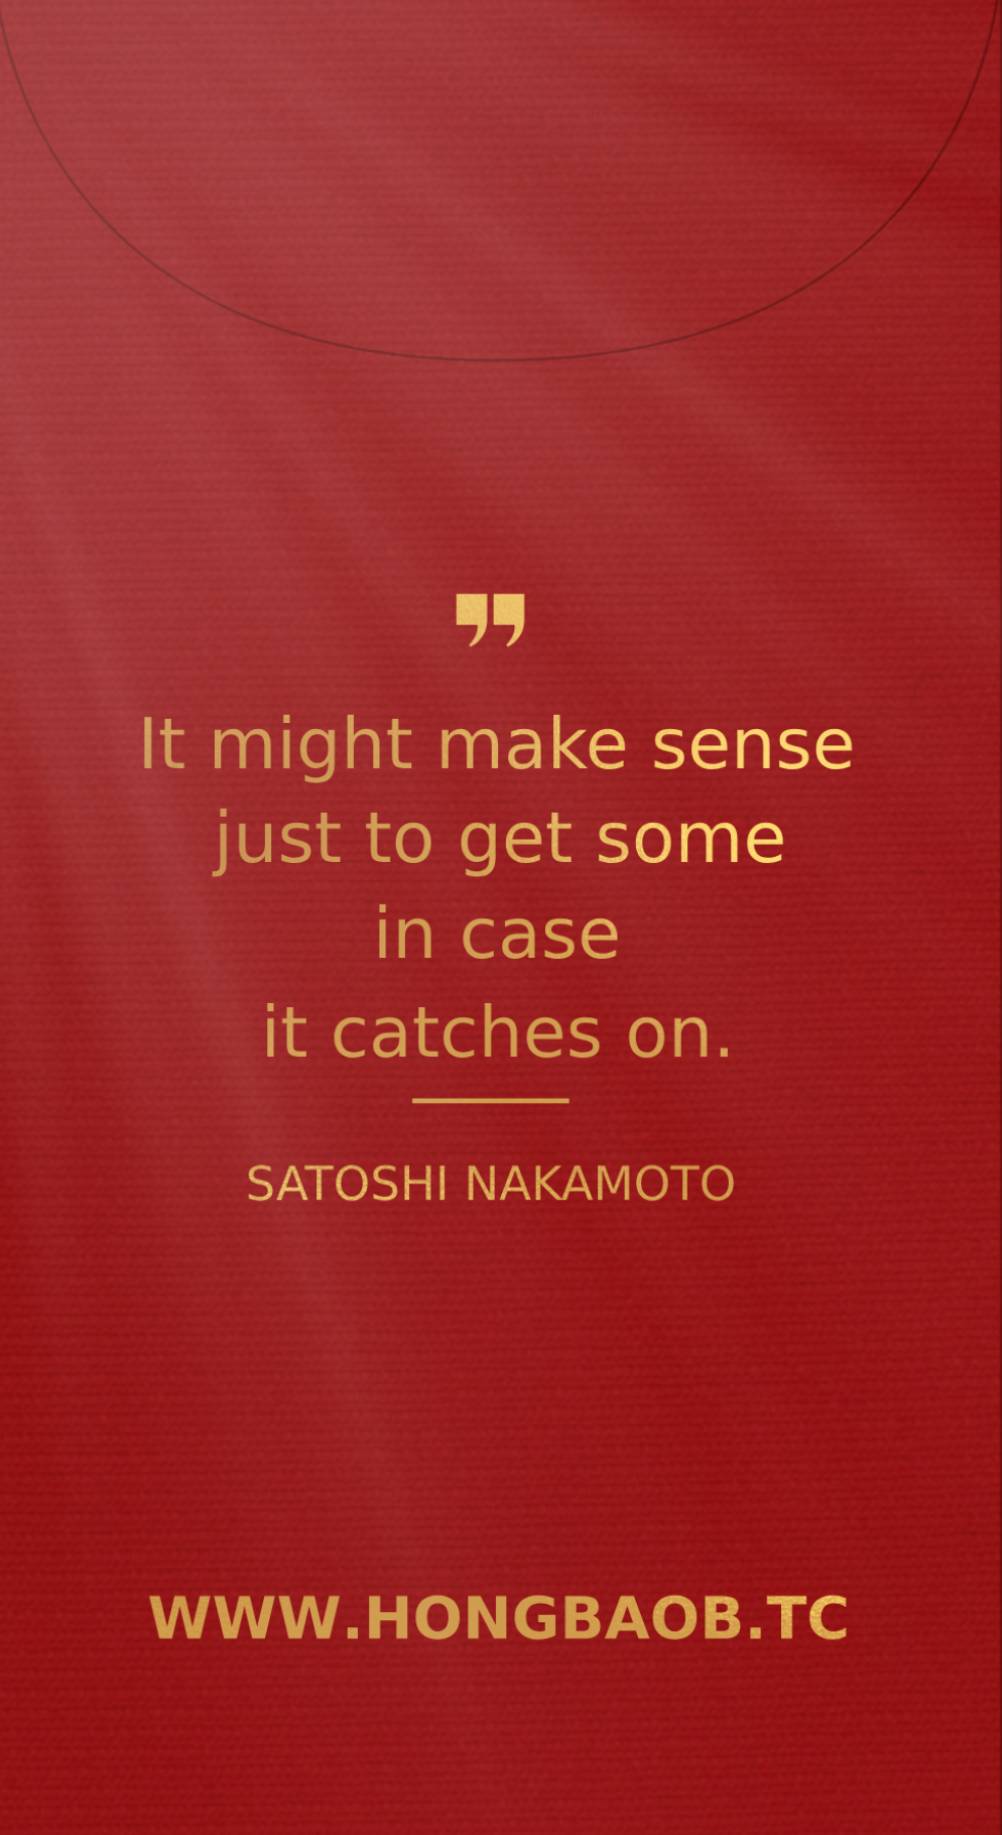 ”
It might make sense
just to get some
in case
it catches on.
SATOSHI NAKAMOTO
WWW.HONGBAOB.TC